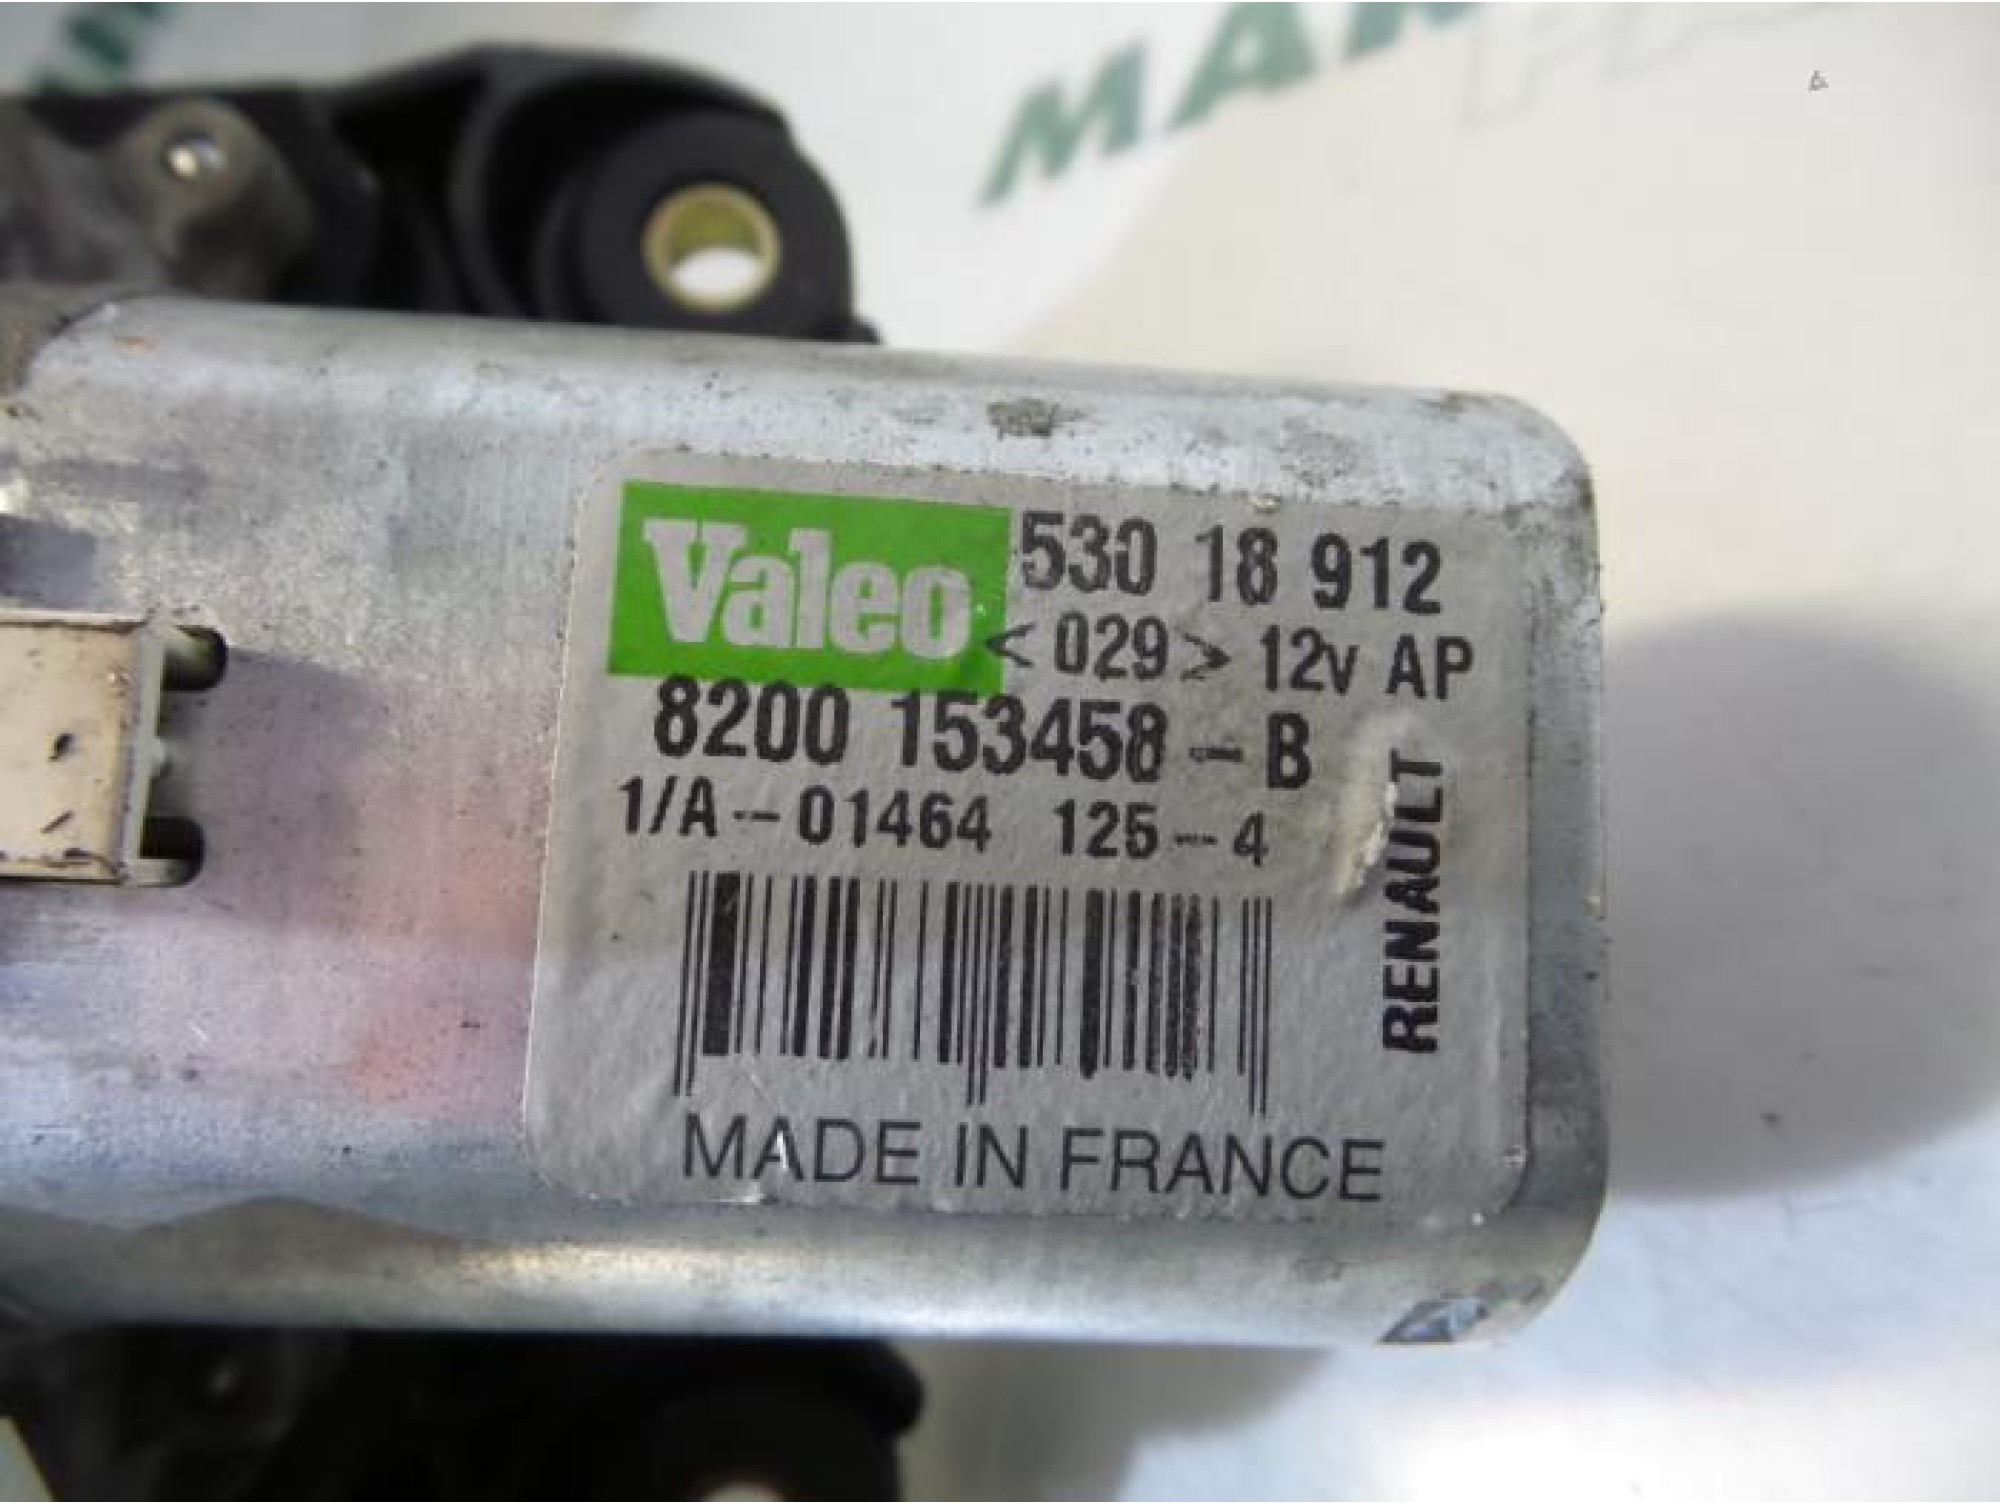 Valeo 530 18 912
<029> 12v AP
8200 153458-B
1/A--01464 125-4
RENAULT
MADE IN FRANCE